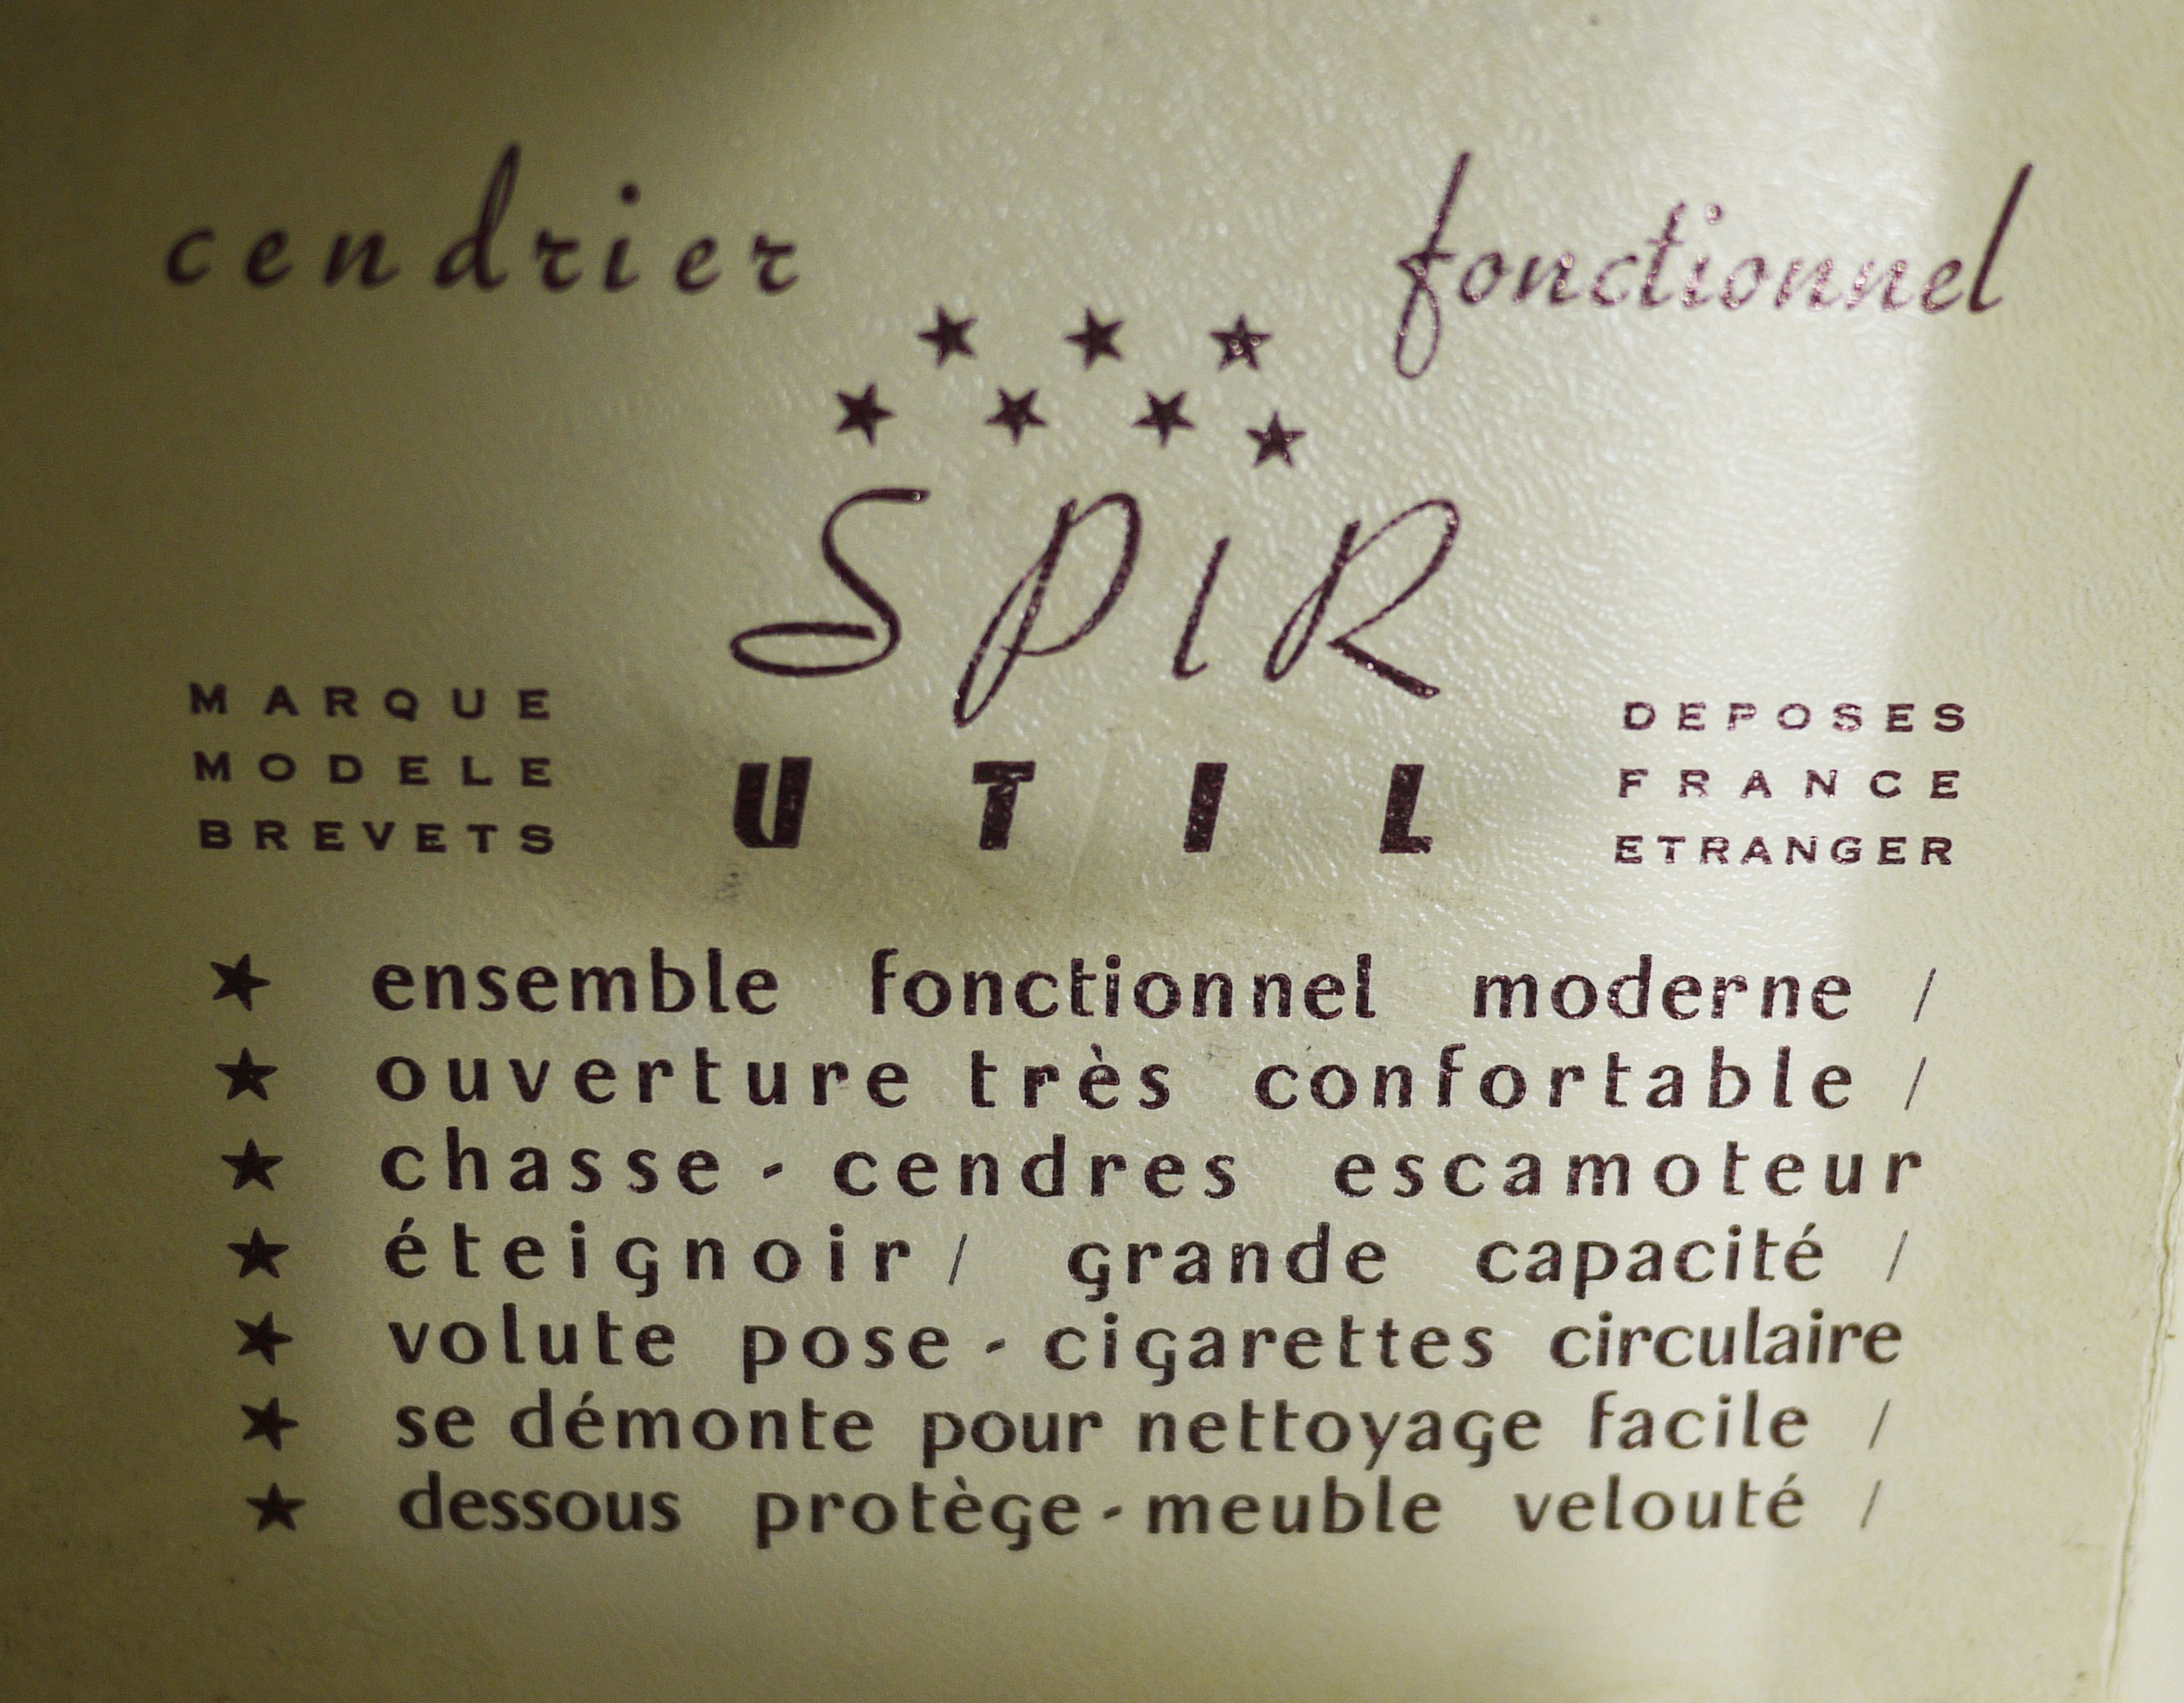 cendrier fonctionnel
SPIR
MARQUE
MODELE
BREVETS
UTIL
DEPOSES
FRANCE
ETRANGER
★ ensemble fonctionnel moderne /
★ ouverture très confortable /
★ chasse-cendres escamoteur
★ éteignoir / grande capacité /
★ volute pose-cigarettes circulaire
★ se démonte pour nettoyage facile /
★ dessous protège-meuble velouté /